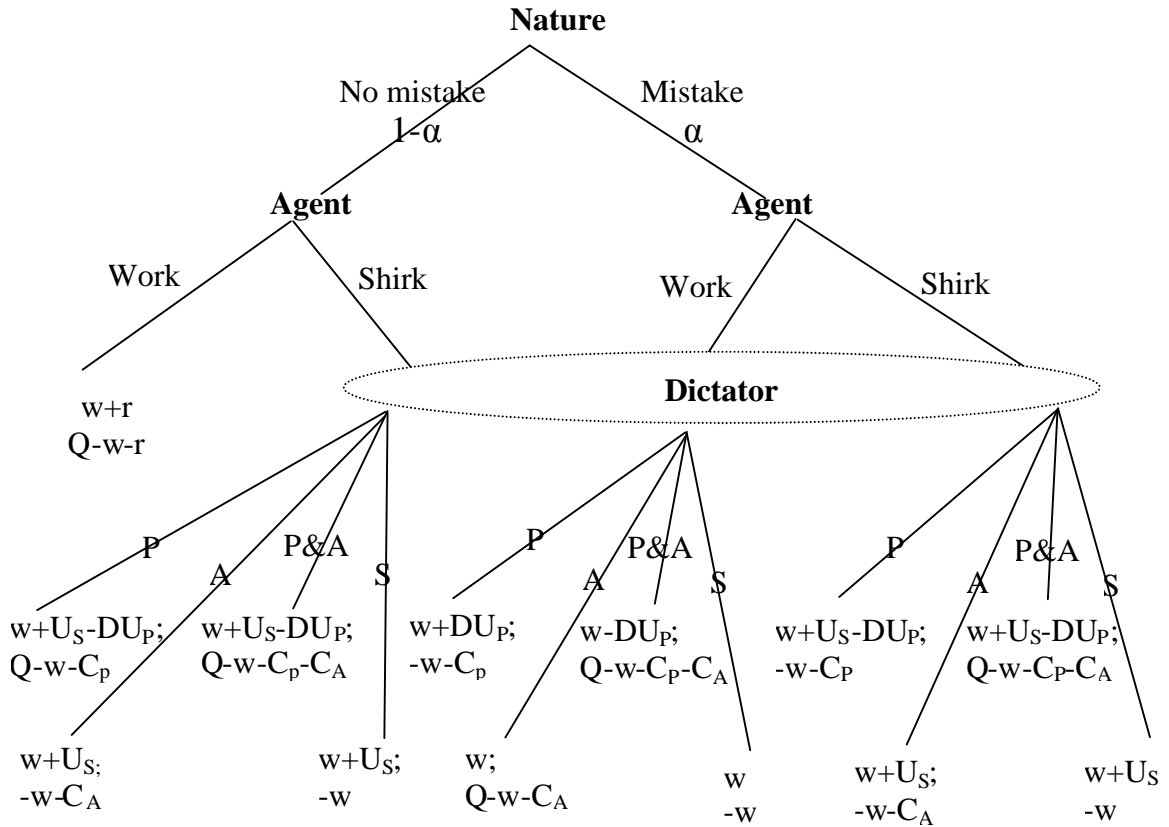 Nature
No mistake
1-α
Mistake
α
Agent
Agent
Work
Shirk
Work
Shirk
Dictator
w+r
Q-w-r
P
A
P&A
S
P
A
P&A
S
P
A
P&A
S
w+US-DUP;
Q-w-Cp
w+US-DUP;
Q-w-Cp-CA
w+DUP;
-w-Cp
w-DUP;
Q-w-CP-CA
w+US-DUP;
-w-CP
w+US-DUP;
Q-w-CP-CA
w+US;
-w-CA
w+US;
-w
w;
Q-w-CA
w
-w
w+US;
-w-CA
w+US
-w